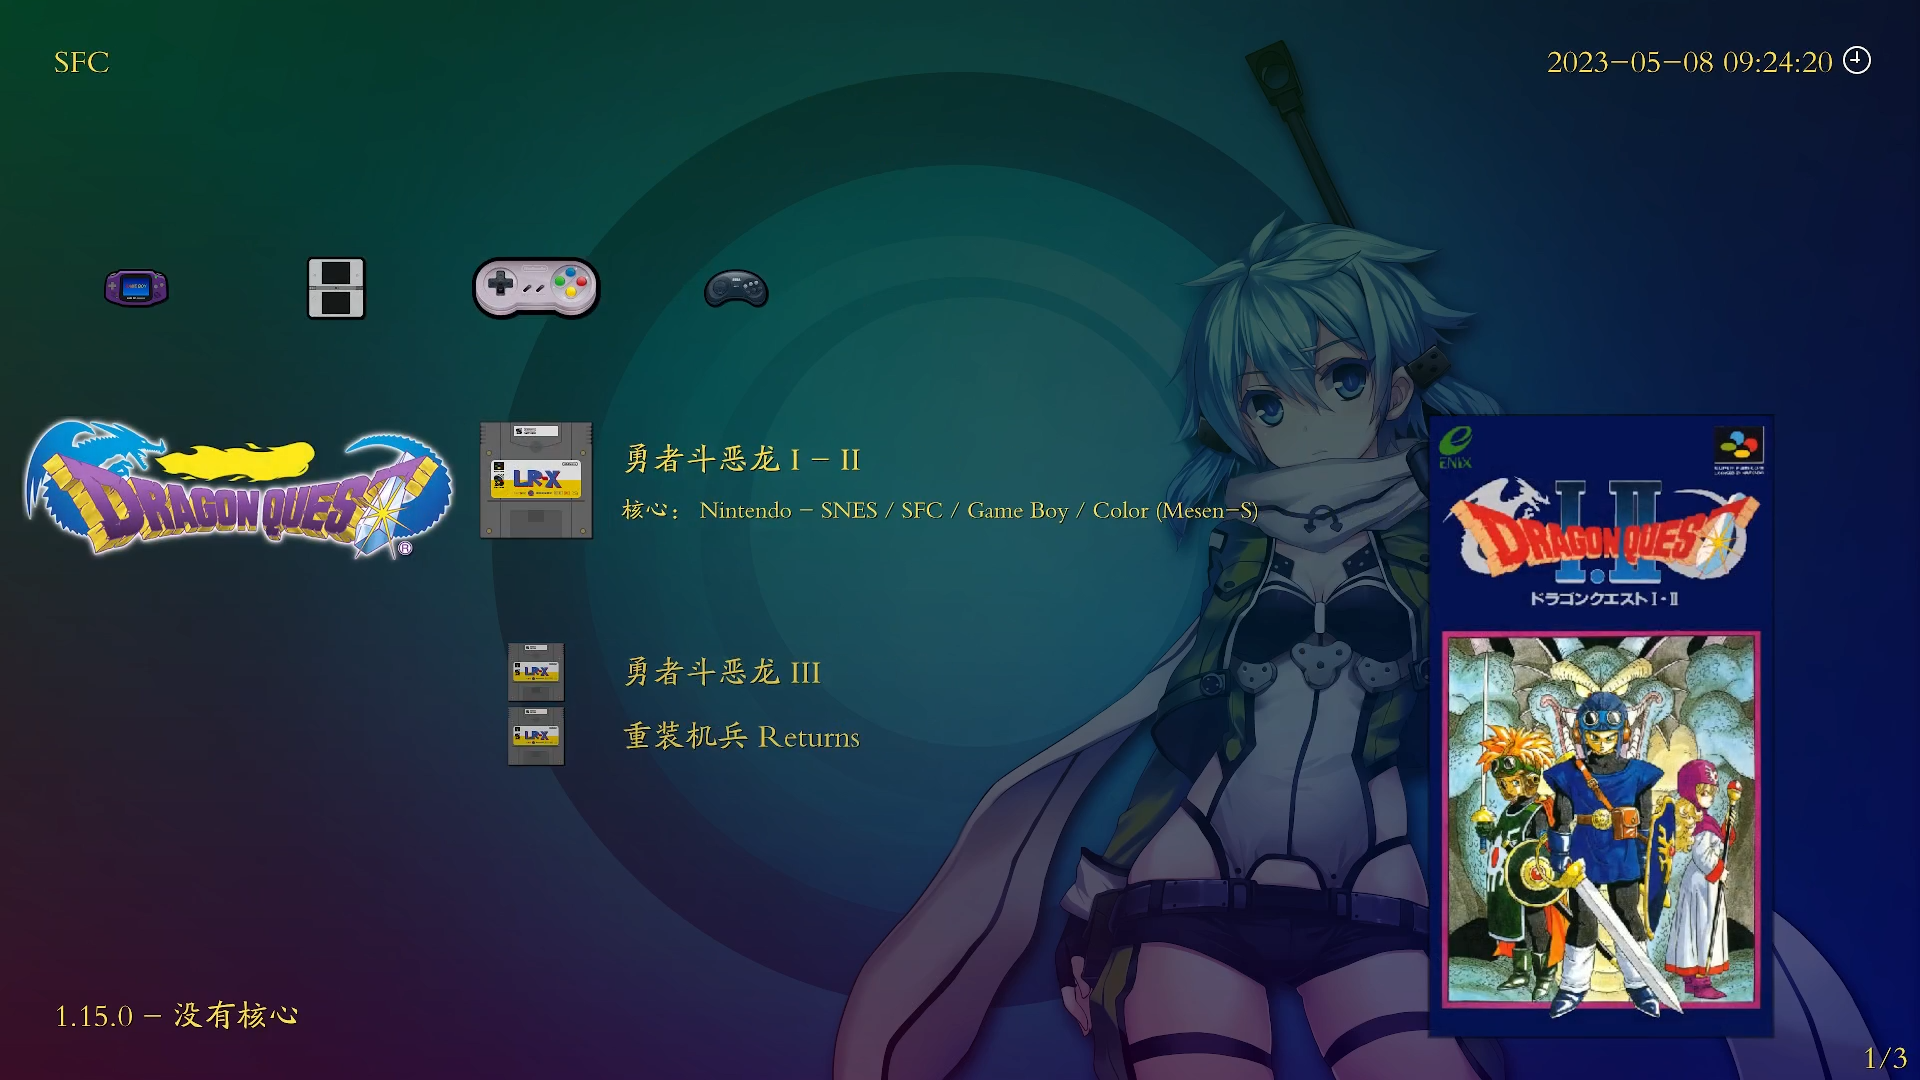 SFC
2023-05-08 09:24:20
DRAGON QUEST
®
LR-X
勇者斗恶龙 I - II
核心： Nintendo - SNES / SFC / Game Boy / Color (Mesen-S)
LR-X
勇者斗恶龙 III
LR-X
重装机兵 Returns
ENIX
I.II
DRAGON QUEST
ドラゴンクエスト I・II
1.15.0 - 没有核心
1/3